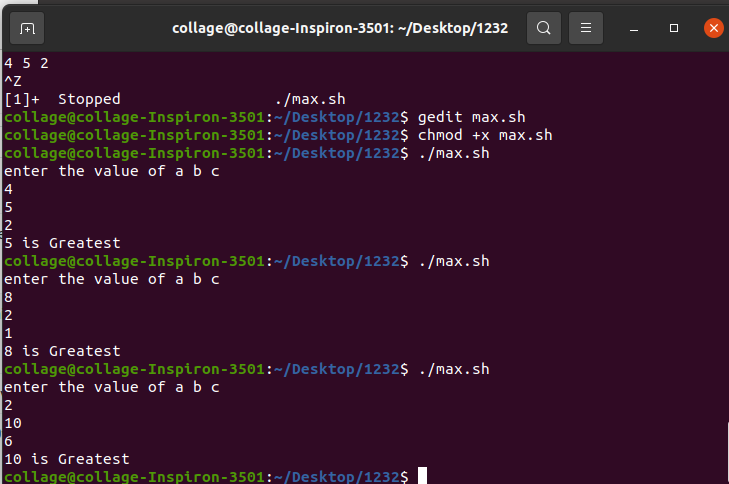 collage@collage-Inspiron-3501: ~/Desktop/1232
4 5 2
^Z
[1]+  Stopped                 ./max.sh
collage@collage-Inspiron-3501:~/Desktop/1232$ gedit max.sh
collage@collage-Inspiron-3501:~/Desktop/1232$ chmod +x max.sh
collage@collage-Inspiron-3501:~/Desktop/1232$ ./max.sh
enter the value of a b c
4
5
2
5 is Greatest
collage@collage-Inspiron-3501:~/Desktop/1232$ ./max.sh
enter the value of a b c
8
2
1
8 is Greatest
collage@collage-Inspiron-3501:~/Desktop/1232$ ./max.sh
enter the value of a b c
2
10
6
10 is Greatest
collage@collage-Inspiron-3501:~/Desktop/1232$